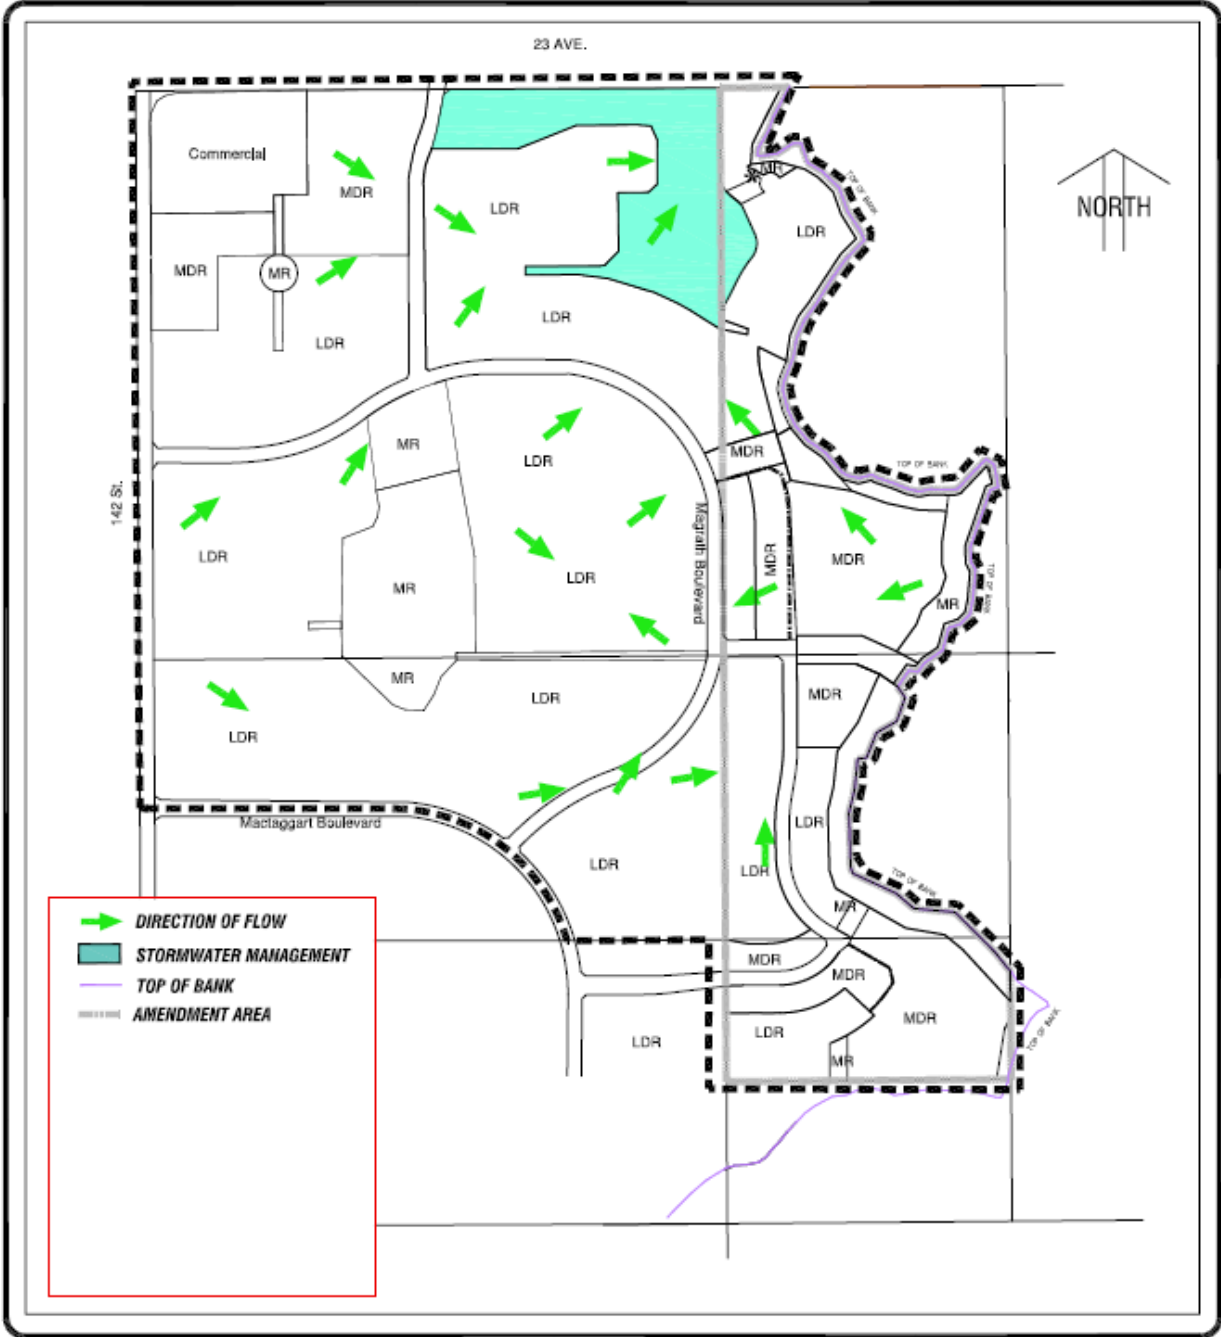 23 AVE.
Commercial
MDR
LDR
MR
LDR
TOP OF BANK
NORTH
MDR
MR
LDR
LDR
142 St.
MR
LDR
MDR
TOP OF BANK
LDR
Magrath Boulevard
MDR
MDR
LDR
MR
MR
TOP OF BANK
MR
LDR
LDR
MDR
LDR
Mactaggart Boulevard
LDR
LDR
LDR
TOP OF BANK
MR
MDR
MDR
LDR
LDR
MDR
MR
TOP OF BANK
DIRECTION OF FLOW
STORMWATER MANAGEMENT
TOP OF BANK
AMENDMENT AREA